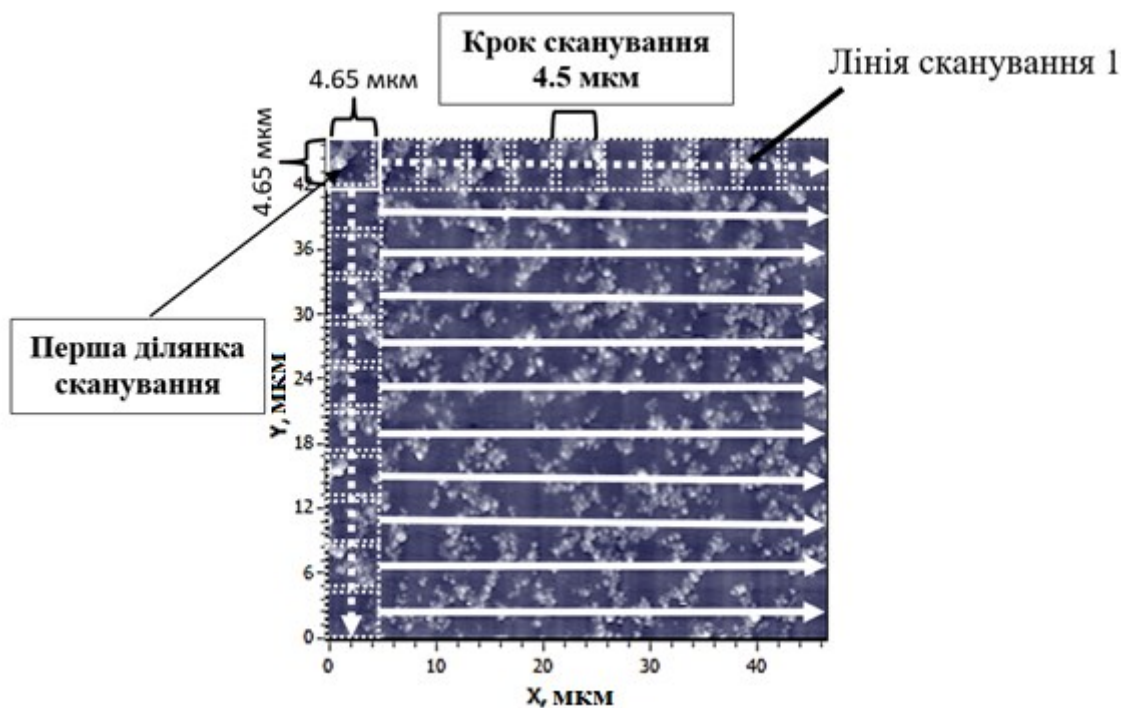 Крок сканування
4.5 мкм
Лінія сканування 1
4.65 мкм
4.65 мкм
42
36
30
24
18
12
6
0
Y, мкм
Перша ділянка
сканування
0
10
20
30
40
X, мкм